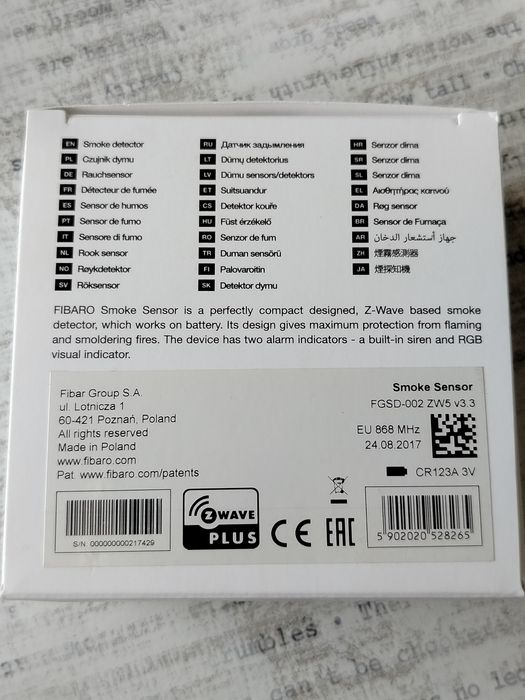 EN Smoke detector
PL Czujnik dymu
DE Rauchsensor
FR Détecteur de fumée
ES Sensor de humos
PT Sensor de fumo
IT Sensore di fumo
NL Rook sensor
NO Røykdetektor
SV Röksensor
RU Датчик задымления
LT Dūmų detektorius
LV Dūmu sensors/detektors
ET Suitsuandur
CS Detektor kouře
HU Füst érzékelő
RO Senzor de fum
TR Duman sensörü
FI Palovaroitin
SK Detektor dymu
HR Senzor dima
SR Senzor dima
SL Senzor dima
EL Αισθητήρας καπνού
DA Røg sensor
BR Sensor de Fumaça
AR جهاز أستشعار الدخان
ZH 煙霧感測器
JA 煙探知機
FIBARO Smoke Sensor is a perfectly compact designed, Z-Wave based smoke
detector, which works on battery. Its design gives maximum protection from flaming
and smoldering fires. The device has two alarm indicators - a built-in siren and RGB
visual indicator.
Fibar Group S.A.
ul. Lotnicza 1
60-421 Poznań, Poland
All rights reserved
Made in Poland
www.fibaro.com
Pat. www.fibaro.com/patents
Smoke Sensor
FGSD-002 ZW5 v3.3
EU 868 MHz
24.08.2017
CR123A 3V
S/N: 000000000217429
Z WAVE
PLUS
CE
EAC
5 902020 528265